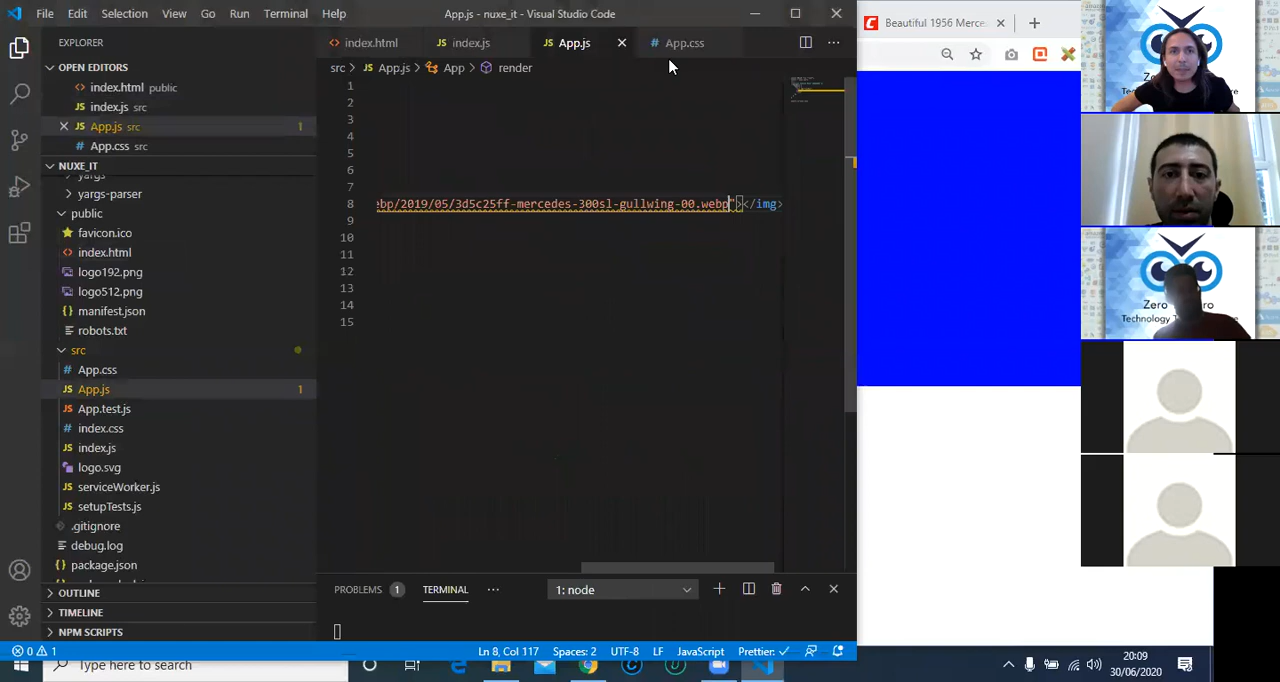 File Edit Selection View Go Run Terminal Help
App.js - nuxe_it - Visual Studio Code
EXPLORER
OPEN EDITORS
index.html public
index.js src
App.js src 1
App.css src
NUXE_IT
yargs
yargs-parser
public
favicon.ico
index.html
logo192.png
logo512.png
manifest.json
robots.txt
src
App.css
App.js 1
App.test.js
index.css
index.js
logo.svg
serviceWorker.js
setupTests.js
.gitignore
debug.log
package.json
OUTLINE
TIMELINE
NPM SCRIPTS
index.html index.js App.js App.css
src > App.js > App > render
1
2
3
4
5
6
7
8 bp/2019/05/3d5c25ff-mercedes-300sl-gullwing-00.webp"></img>
9
10
11
12
13
14
15
PROBLEMS 1 TERMINAL 1: node
0 1 Ln 8, Col 117 Spaces: 2 UTF-8 LF JavaScript Prettier: ✓
Type here to search
20:09
30/06/2020
Beautiful 1956 Merce
Zero
Technology